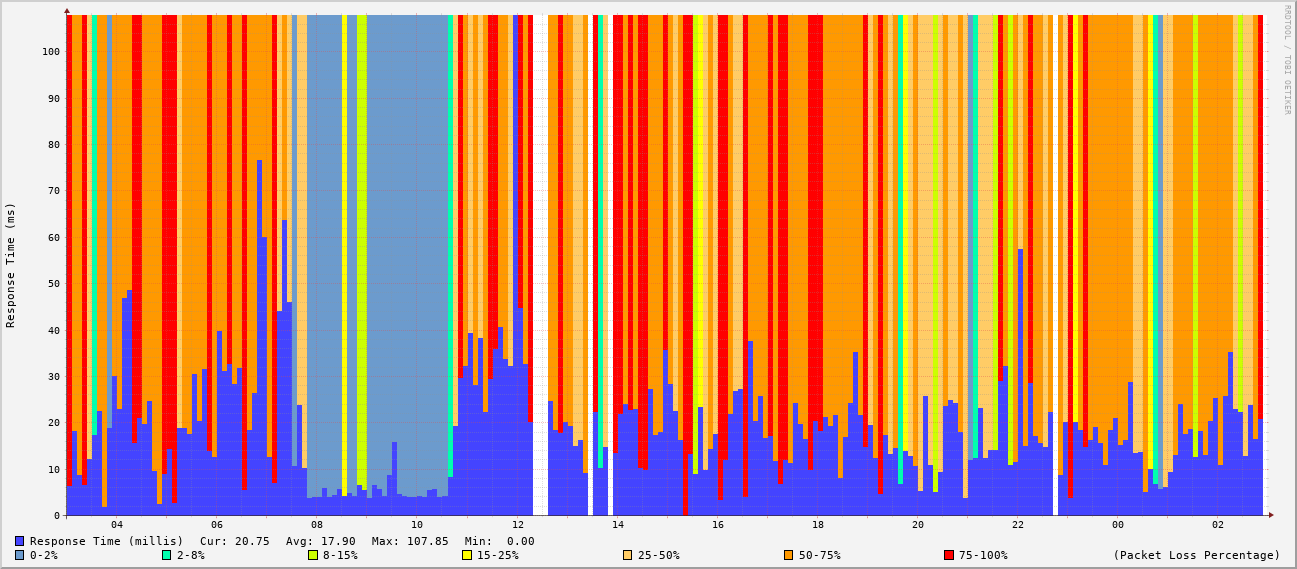 RRDTOOL / TOBI OETIKER
Response Time (ms)
100
90
80
70
60
50
40
30
20
10
0
04 06 08 10 12 14 16 18 20 22 00 02
Response Time (millis) Cur: 20.75 Avg: 17.90 Max: 107.85 Min: 0.00
0-2% 2-8% 8-15% 15-25% 25-50% 50-75% 75-100% (Packet Loss Percentage)